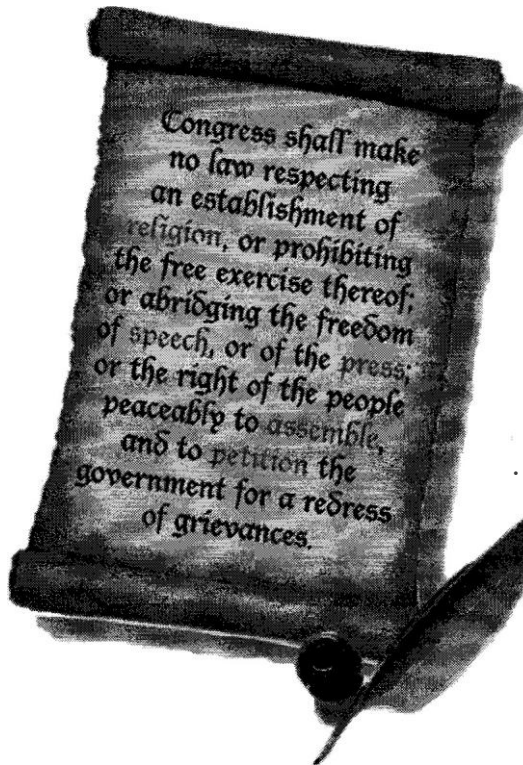 Congress shall make
no law respecting
an establishment of
religion, or prohibiting
the free exercise thereof;
or abridging the freedom
of speech, or of the press;
or the right of the people
peaceably to assemble,
and to petition the
government for a redress
of grievances.